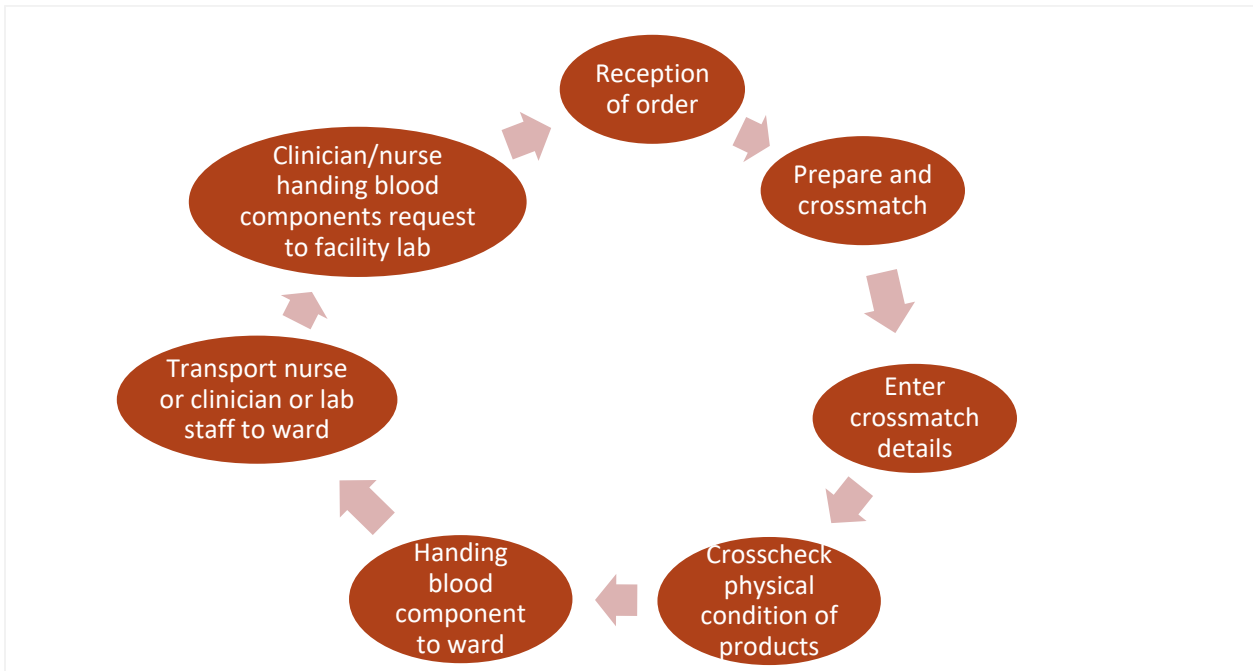 Reception
of order
Prepare and
crossmatch
Enter
crossmatch
details
Crosscheck
physical
condition of
products
Handing
blood
component
to ward
Transport nurse
or clinician or lab
staff to ward
Clinician/nurse
handing blood
components request
to facility lab